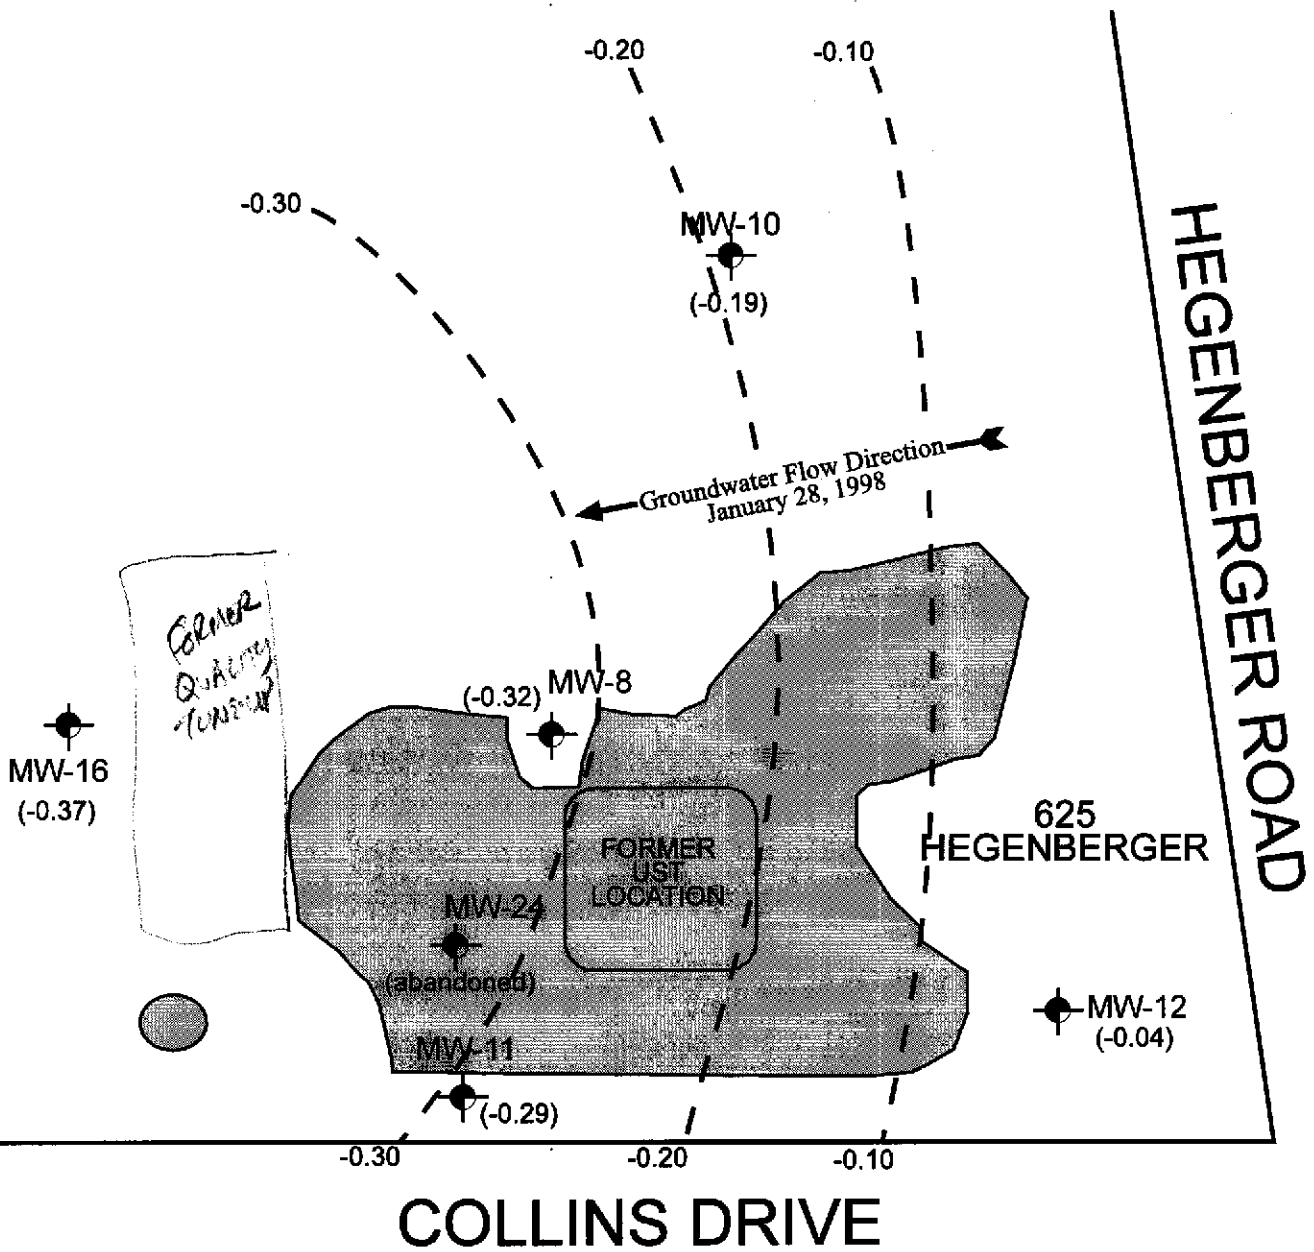 -0.20
-0.10
-0.30
MW-10
(-0.19)
HEGENBERGER ROAD
Groundwater Flow Direction
January 28, 1998
FORMER
QUALITY
TUNEUP
(-0.32)
MW-8
MW-16
(-0.37)
625
HEGENBERGER
FORMER
UST
LOCATION
MW-24
(abandoned)
MW-12
(-0.04)
MW-11
(-0.29)
-0.30
-0.20
-0.10
COLLINS DRIVE